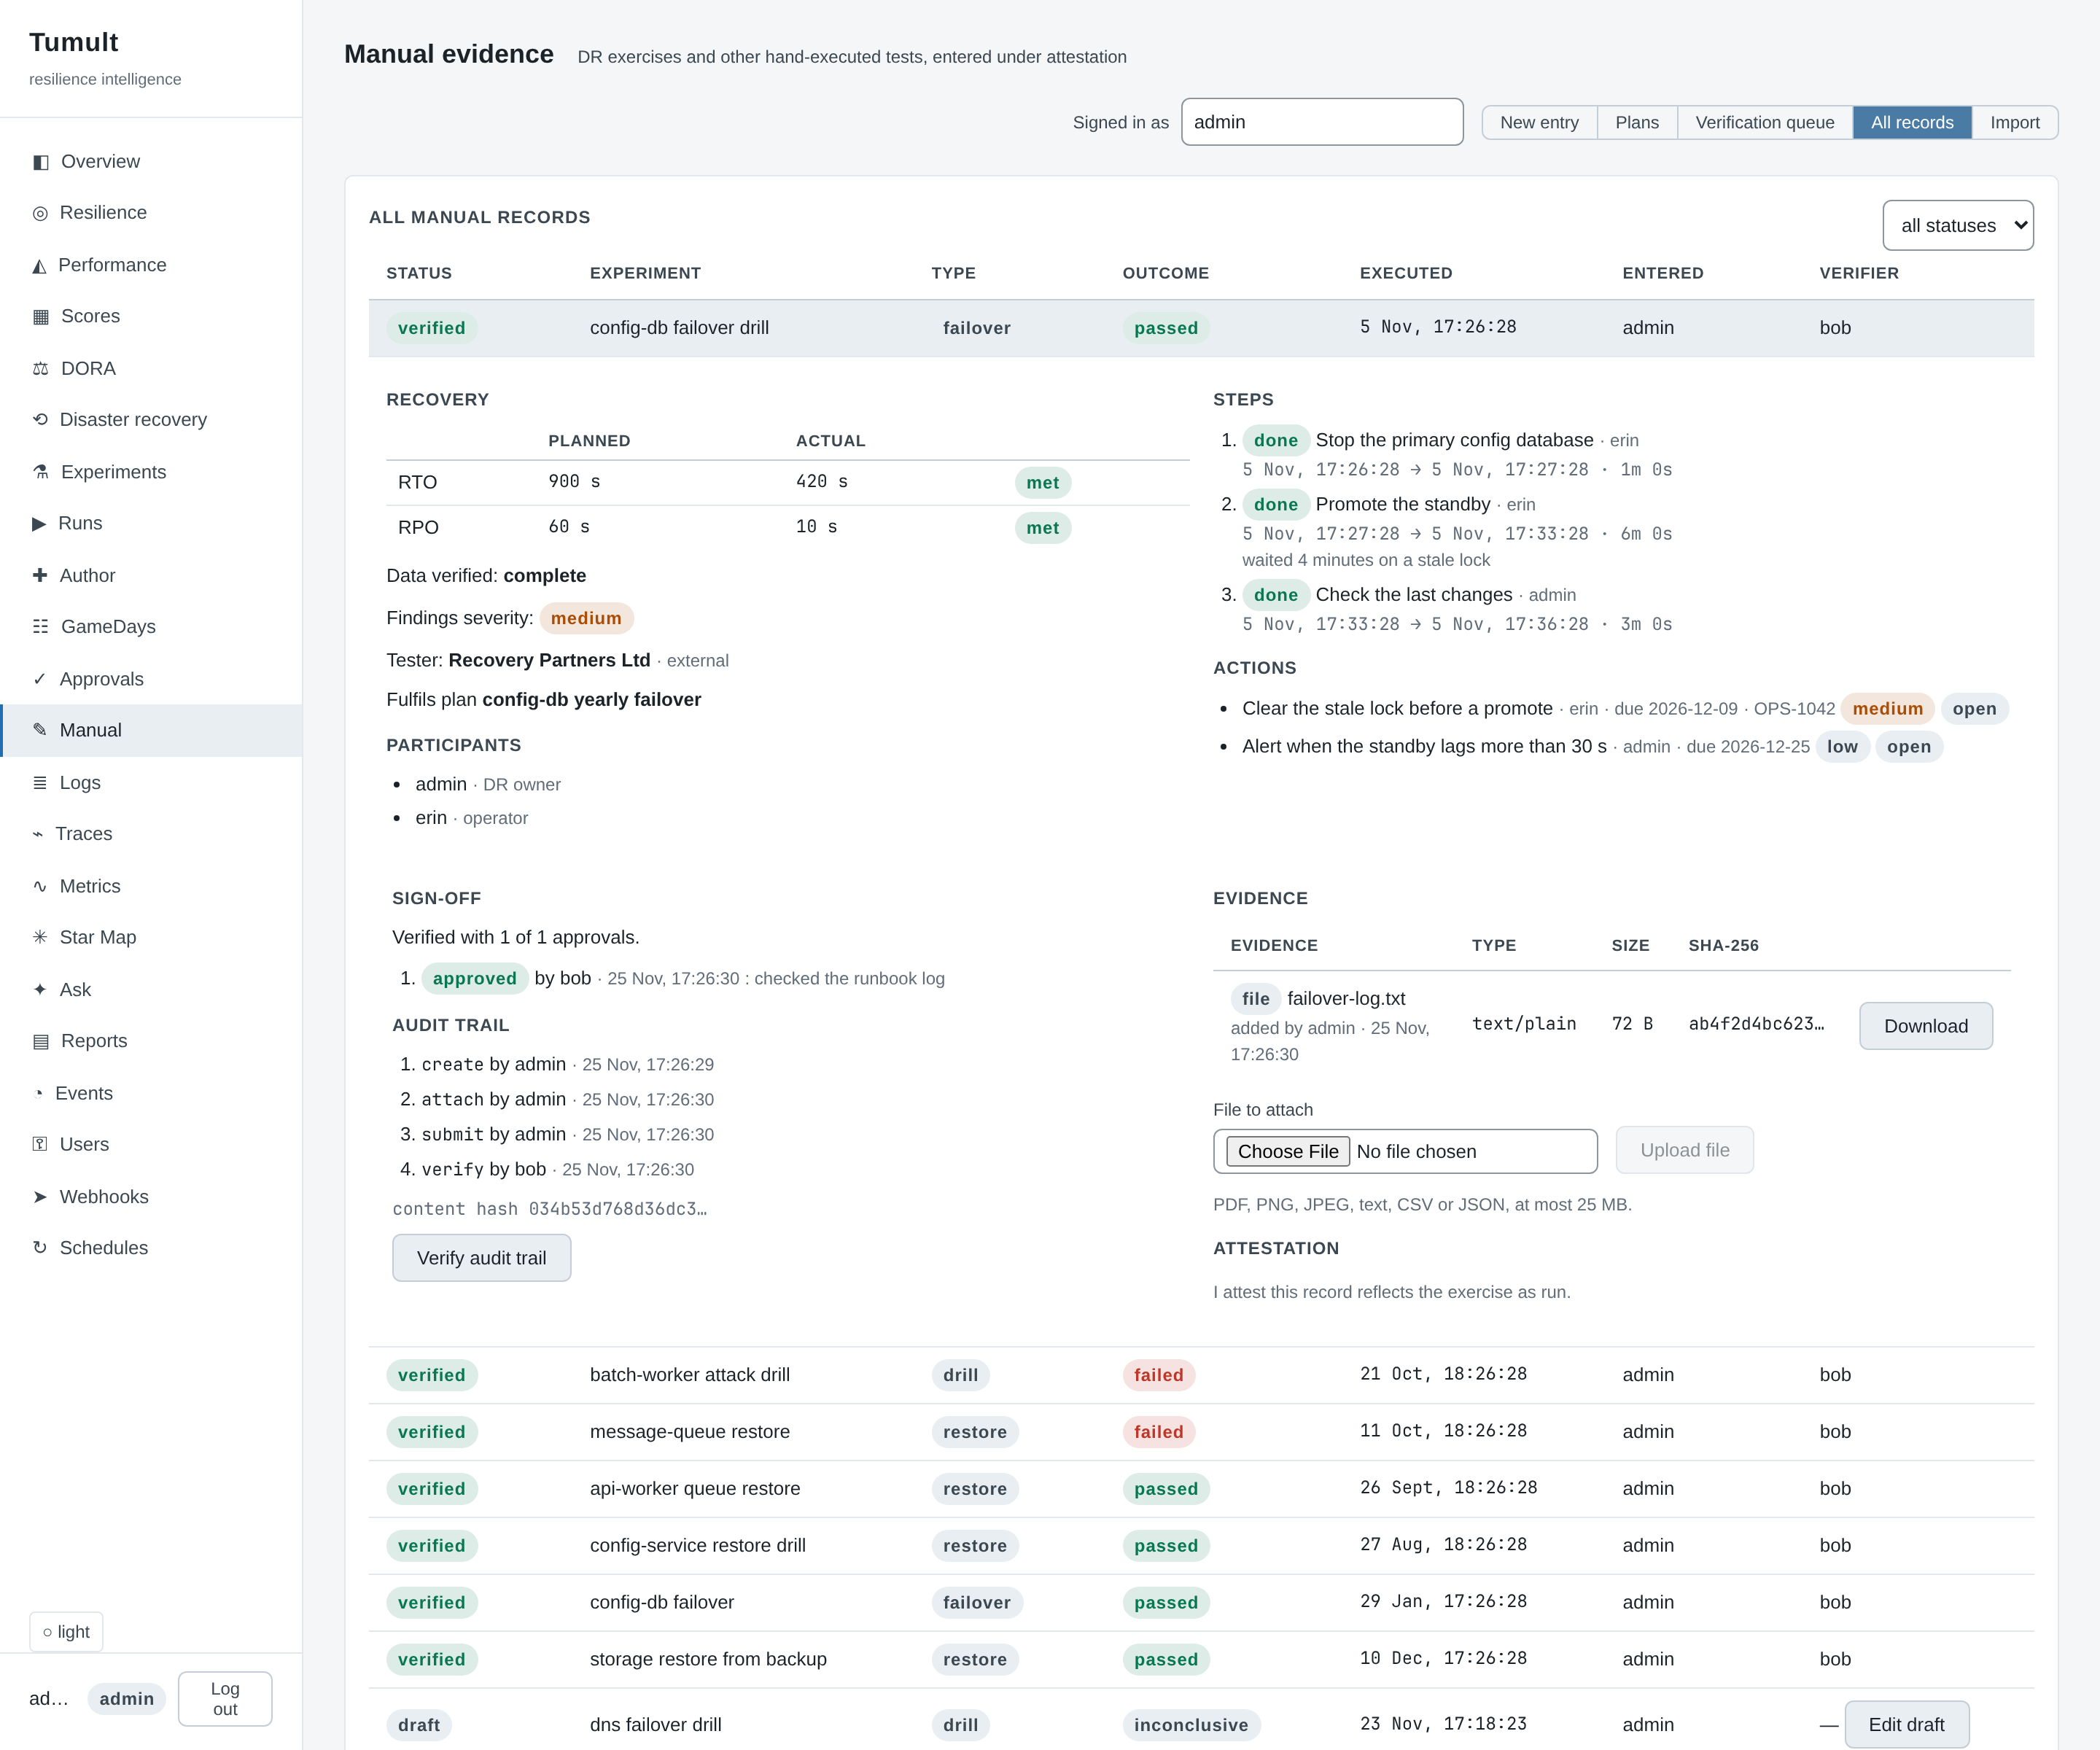 Tumult
resilience intelligence
Overview
Resilience
Performance
Scores
DORA
Disaster recovery
Experiments
Runs
Author
GameDays
Approvals
Manual
Logs
Traces
Metrics
Star Map
Ask
Reports
Events
Users
Webhooks
Schedules
light
ad… admin Log out
Manual evidence DR exercises and other hand-executed tests, entered under attestation
Signed in as admin New entry Plans Verification queue All records Import
ALL MANUAL RECORDS all statuses
STATUS EXPERIMENT TYPE OUTCOME EXECUTED ENTERED VERIFIER
verified config-db failover drill failover passed 5 Nov, 17:26:28 admin bob
RECOVERY
PLANNED ACTUAL
RTO 900 s 420 s met
RPO 60 s 10 s met
Data verified: complete
Findings severity: medium
Tester: Recovery Partners Ltd · external
Fulfils plan config-db yearly failover
PARTICIPANTS
• admin · DR owner
• erin · operator
STEPS
1. done Stop the primary config database · erin
5 Nov, 17:26:28 → 5 Nov, 17:27:28 · 1m 0s
2. done Promote the standby · erin
5 Nov, 17:27:28 → 5 Nov, 17:33:28 · 6m 0s
waited 4 minutes on a stale lock
3. done Check the last changes · admin
5 Nov, 17:33:28 → 5 Nov, 17:36:28 · 3m 0s
ACTIONS
• Clear the stale lock before a promote · erin · due 2026-12-09 · OPS-1042 medium open
• Alert when the standby lags more than 30 s · admin · due 2026-12-25 low open
SIGN-OFF
Verified with 1 of 1 approvals.
1. approved by bob · 25 Nov, 17:26:30 : checked the runbook log
AUDIT TRAIL
1. create by admin · 25 Nov, 17:26:29
2. attach by admin · 25 Nov, 17:26:30
3. submit by admin · 25 Nov, 17:26:30
4. verify by bob · 25 Nov, 17:26:30
content hash 034b53d768d36dc3…
Verify audit trail
EVIDENCE
EVIDENCE TYPE SIZE SHA-256
file failover-log.txt text/plain 72 B ab4f2d4bc623… Download
added by admin · 25 Nov,
17:26:30
File to attach
Choose File No file chosen Upload file
PDF, PNG, JPEG, text, CSV or JSON, at most 25 MB.
ATTESTATION
I attest this record reflects the exercise as run.
verified batch-worker attack drill drill failed 21 Oct, 18:26:28 admin bob
verified message-queue restore restore failed 11 Oct, 18:26:28 admin bob
verified api-worker queue restore restore passed 26 Sept, 18:26:28 admin bob
verified config-service restore drill restore passed 27 Aug, 18:26:28 admin bob
verified config-db failover failover passed 29 Jan, 17:26:28 admin bob
verified storage restore from backup restore passed 10 Dec, 17:26:28 admin bob
draft dns failover drill drill inconclusive 23 Nov, 17:18:23 admin — Edit draft